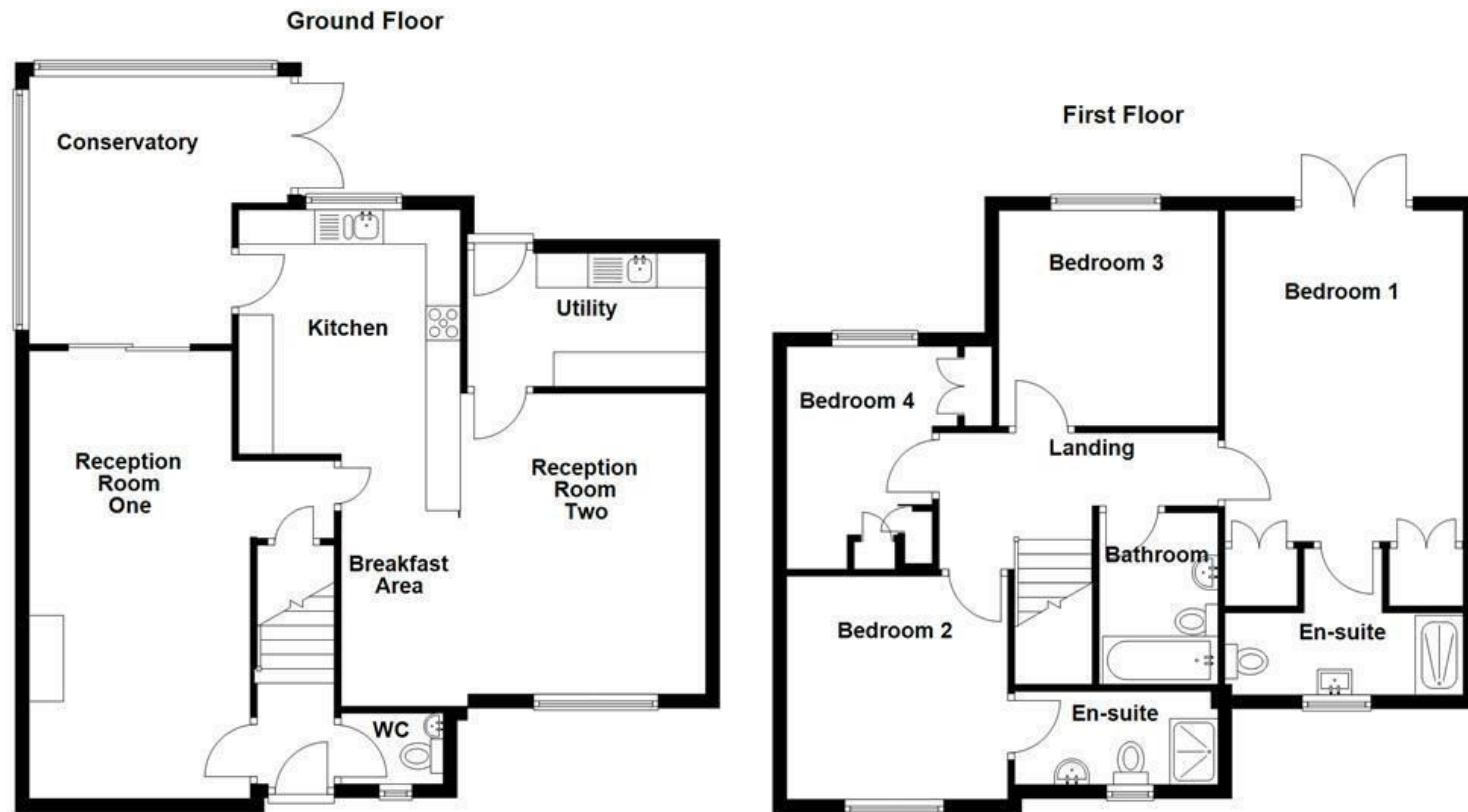 Ground Floor
Conservatory
Kitchen
Utility
Reception
Room
One
Reception
Room
Two
Breakfast
Area
WC
First Floor
Bedroom 3
Bedroom 1
Bedroom 4
Landing
Bathroom
Bedroom 2
En-suite
En-suite